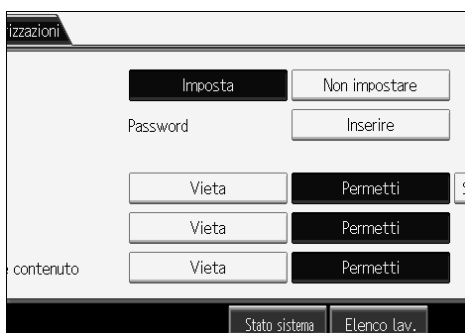 rizzazioni
Imposta Non impostare
Password Inserire
Vieta Permetti S
Vieta Permetti
e contenuto Vieta Permetti
Stato sistema Elenco lav.